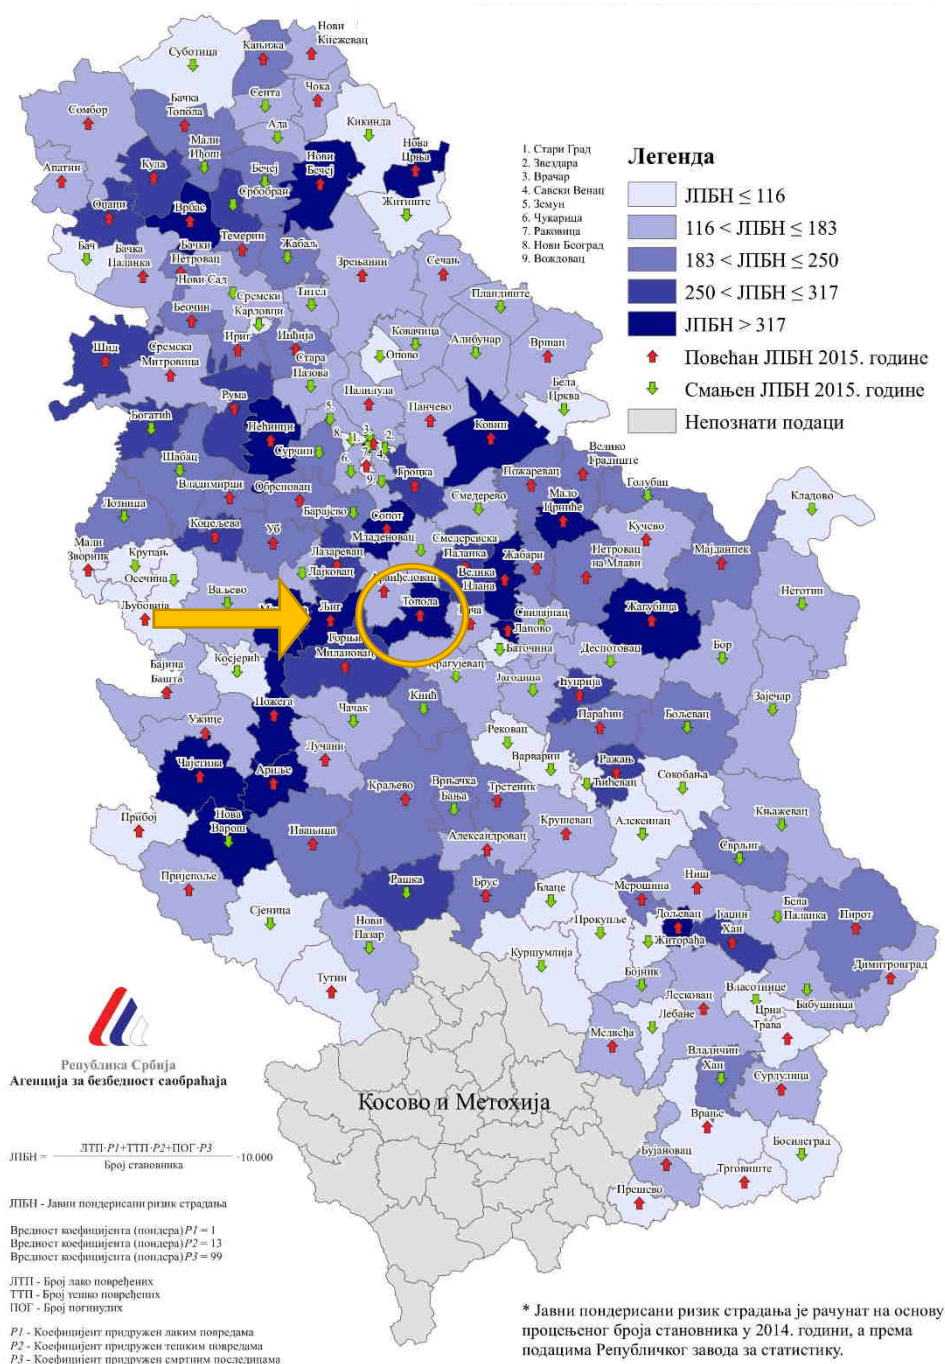 Нови
Кнежевац
Кањижа
Суботица
Чока
Сента
Бачка
Топола
Сомбор
Ада
Кикинда
Мали
Иђош
Нова
Црња
Нови
Бечеј
Кула
Бечеј
Апатин
Србобран
Житиште
Оџаци
Врбас
Темерин
Бач
Бачка
Паланка
Бачки
Петровац
Жабаљ
Зрењанин
Сечањ
Нови Сад
Тител
Сремски
Карловци
Пландиште
Беочин
Ковачица
Алибунар
Опово
Вршац
Шид
Сремска
Митровица
Ириг
Инђија
Стара
Пазова
Бела
Црква
Рума
Палилула
Панчево
Богатић
Пећинци
5.
8.
3.
1.
2.
4.
7.
6.
9.
Ковин
Сурчин
Шабац
Гроцка
Велико
Градиште
Пожаревац
Голубац
Владимирци
Обреновац
Кладово
Лозница
Барајево
Сопот
Смедерево
Мало
Црниће
Коцељева
Уб
Младеновац
Кучево
Мали
Зворник
Крупањ
Лазаревац
Смедеревска
Паланка
Жабари
Петровац
на Млави
Мајданпек
Осечина
Лајковац
Велика
Плана
Љубовија
Ваљево
Аранђеловац
Топола
Љиг
Рача
Свилајнац
Жагубица
Неготин
Лапово
Баточина
Горњи
Милановац
Бајина
Башта
Косјерић
Крагујевац
Деспотовац
Бор
Јагодина
Ћуприја
Пожега
Кнић
Чачак
Параћин
Бољевац
Зајечар
Ужице
Лучани
Рековац
Варварин
Ражањ
Чајетина
Ариље
Ћићевац
Сокобања
Краљево
Врњачка
Бања
Трстеник
Прибој
Нова
Варош
Ивањица
Крушевац
Алексинац
Књажевац
Александровац
Сврљиг
Пријепоље
Рашка
Брус
Блаце
Мерошина
Ниш
Бела
Паланка
Сјеница
Нови
Пазар
Прокупље
Дољевац
Гаџин
Хан
Пирот
Житорађа
Куршумлија
Димитровград
Тутин
Бојник
Власотинце
Бабушница
Лесковац
Лебане
Црна
Трава
Медвеђа
Владичин
Хан
Сурдулица
Врање
Босилеград
Бујановац
Прешево
Трговиште
Косово и Метохија
1. Стари Град
2. Звездара
3. Врачар
4. Савски Венац
5. Земун
6. Чукарица
7. Раковица
8. Нови Београд
9. Вождовац
Легенда
ЈПБН ≤ 116
116 < ЈПБН ≤ 183
183 < ЈПБН ≤ 250
250 < ЈПБН ≤ 317
ЈПБН > 317
Повећан ЈПБН 2015. године
Смањен ЈПБН 2015. године
Непознати подаци
Република Србија
Агенција за безбедност саобраћаја
ЈПБН = ЛТП·P1+ТТП·P2+ПОГ·P3 / Број становника ·10.000
ЈПБН - Јавни пондерисани ризик страдања
Вредност коефицијента (пондера) P1 = 1
Вредност коефицијента (пондера) P2 = 13
Вредност коефицијента (пондера) P3 = 99
ЛТП - Број лако повређених
ТТП - Број тешко повређених
ПОГ - Број погинулих
P1 - Коефицијент придружен лаким повредама
P2 - Коефицијент придружен тешким повредама
P3 - Коефицијент придружен смртним последицама
* Јавни пондерисани ризик страдања је рачунат на основу
процењеног броја становника у 2014. години, а према
подацима Републичког завода за статистику.